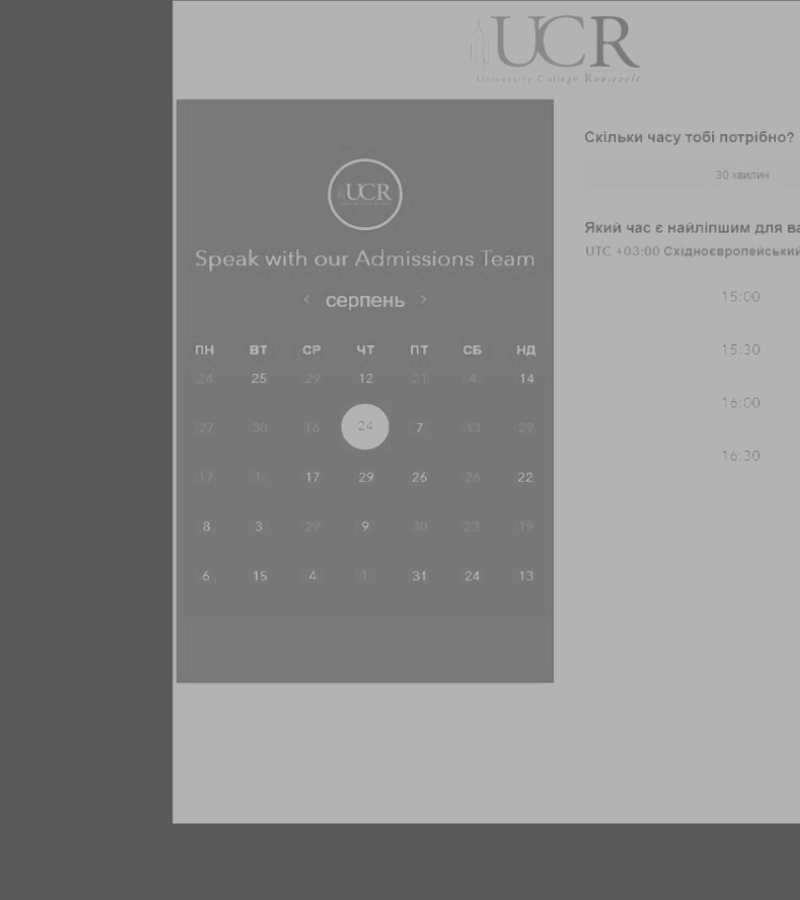 UCR
University College Roosevelt
UCR
Speak with our Admissions Team
‹ серпень ›
ПН ВТ СР ЧТ ПТ СБ НД
24 25 29 12 21 4 14
27 30 16 24 7 13 29
17 1 17 29 26 26 22
8 3 29 9 30 23 19
6 15 4 1 31 24 13
Скільки часу тобі потрібно?
30 хвилин
Який час є найліпшим для ва
UTC +03:00 Східноєвропейський
15:00
15:30
16:00
16:30